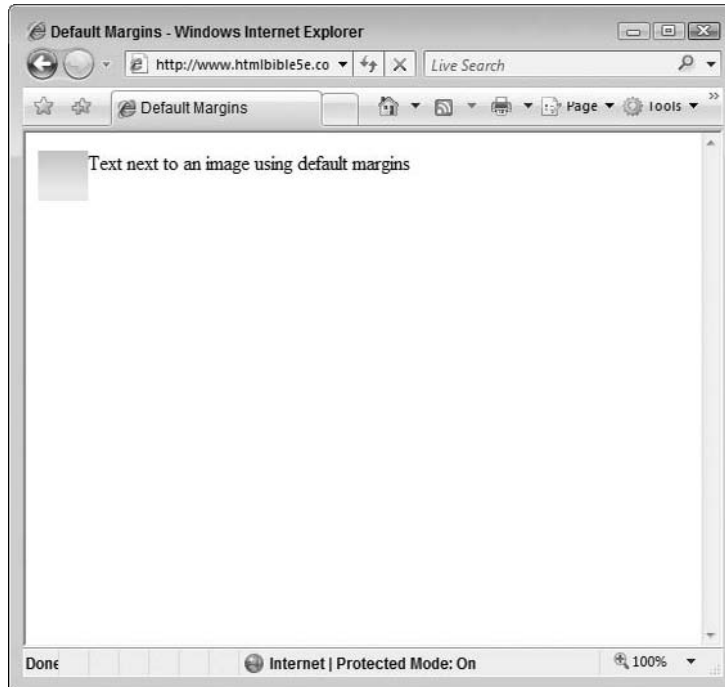 Default Margins - Windows Internet Explorer
http://www.htmlbible5e.co
Live Search
Default Margins
Page
Tools
Text next to an image using default margins
Done
Internet | Protected Mode: On
100%